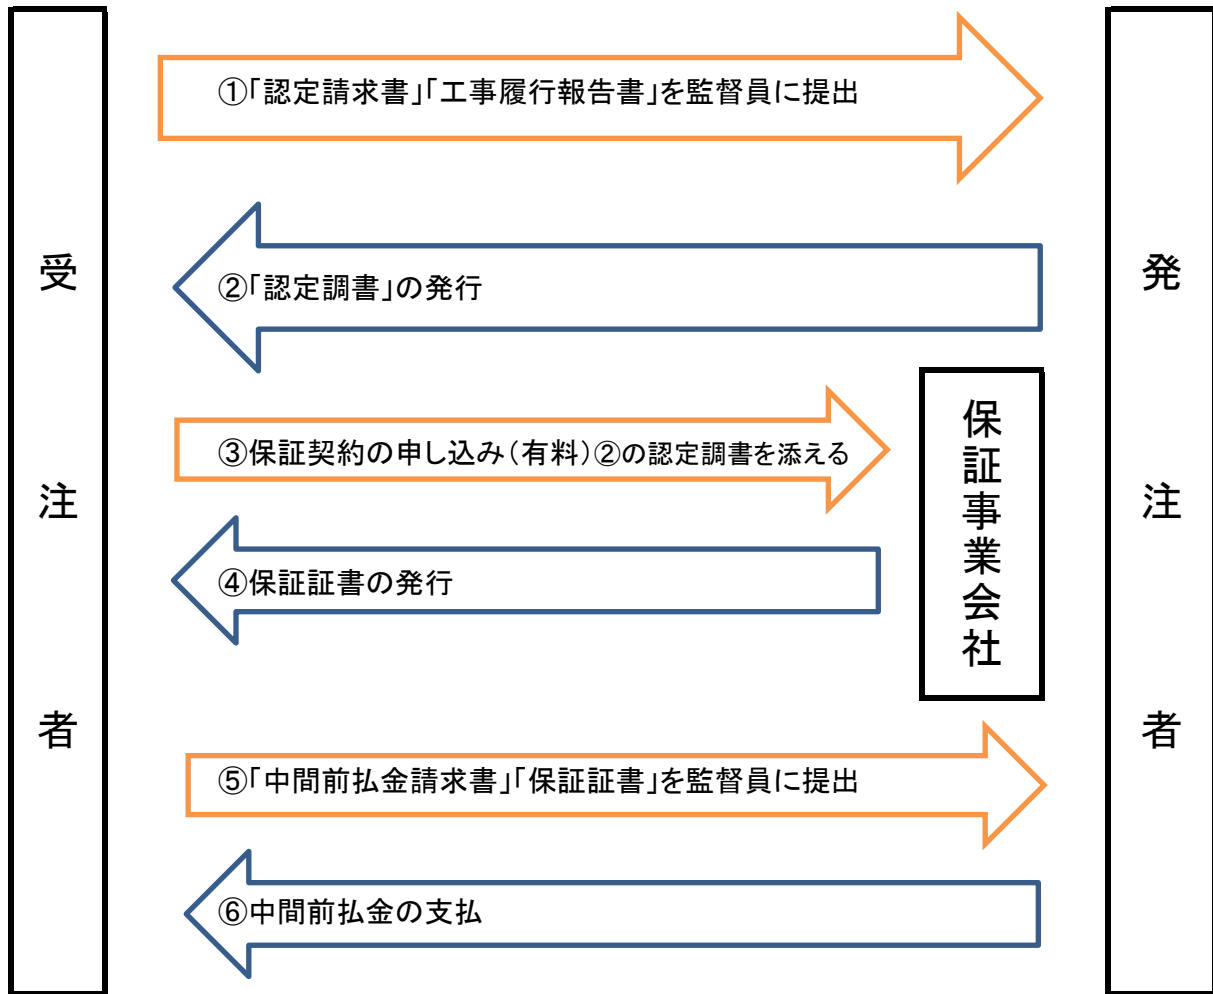 ①「認定請求書」「工事履行報告書」を監督員に提出
②「認定調書」の発行
③保証契約の申し込み（有料）②の認定調書を添える
④保証証書の発行
⑤「中間前払金請求書」「保証証書」を監督員に提出
⑥中間前払金の支払
受注者
保証事業会社
発注者